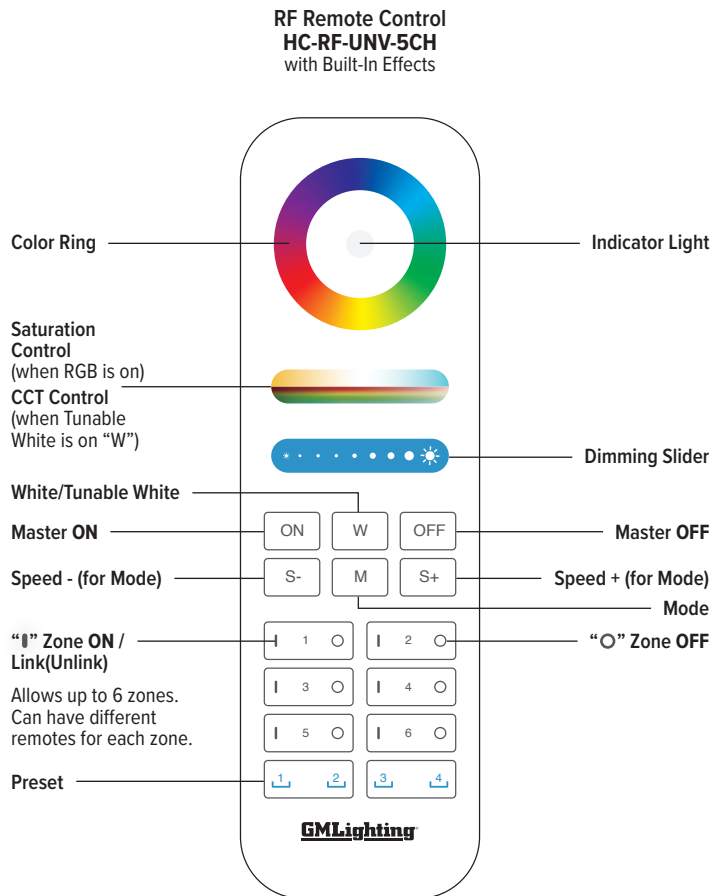 RF Remote Control
HC-RF-UNV-5CH
with Built-In Effects
Color Ring
Indicator Light
Saturation
Control
(when RGB is on)
CCT Control
(when Tunable
White is on “W”)
Dimming Slider
White/Tunable White
Master ON
ON W OFF
Master OFF
Speed - (for Mode)
S- M S+
Speed + (for Mode)
Mode
“I” Zone ON /
Link(Unlink)
I 1 O I 2 O
“O” Zone OFF
Allows up to 6 zones.
Can have different
remotes for each zone.
I 3 O I 4 O
I 5 O I 6 O
Preset
1 2 3 4
GMLighting